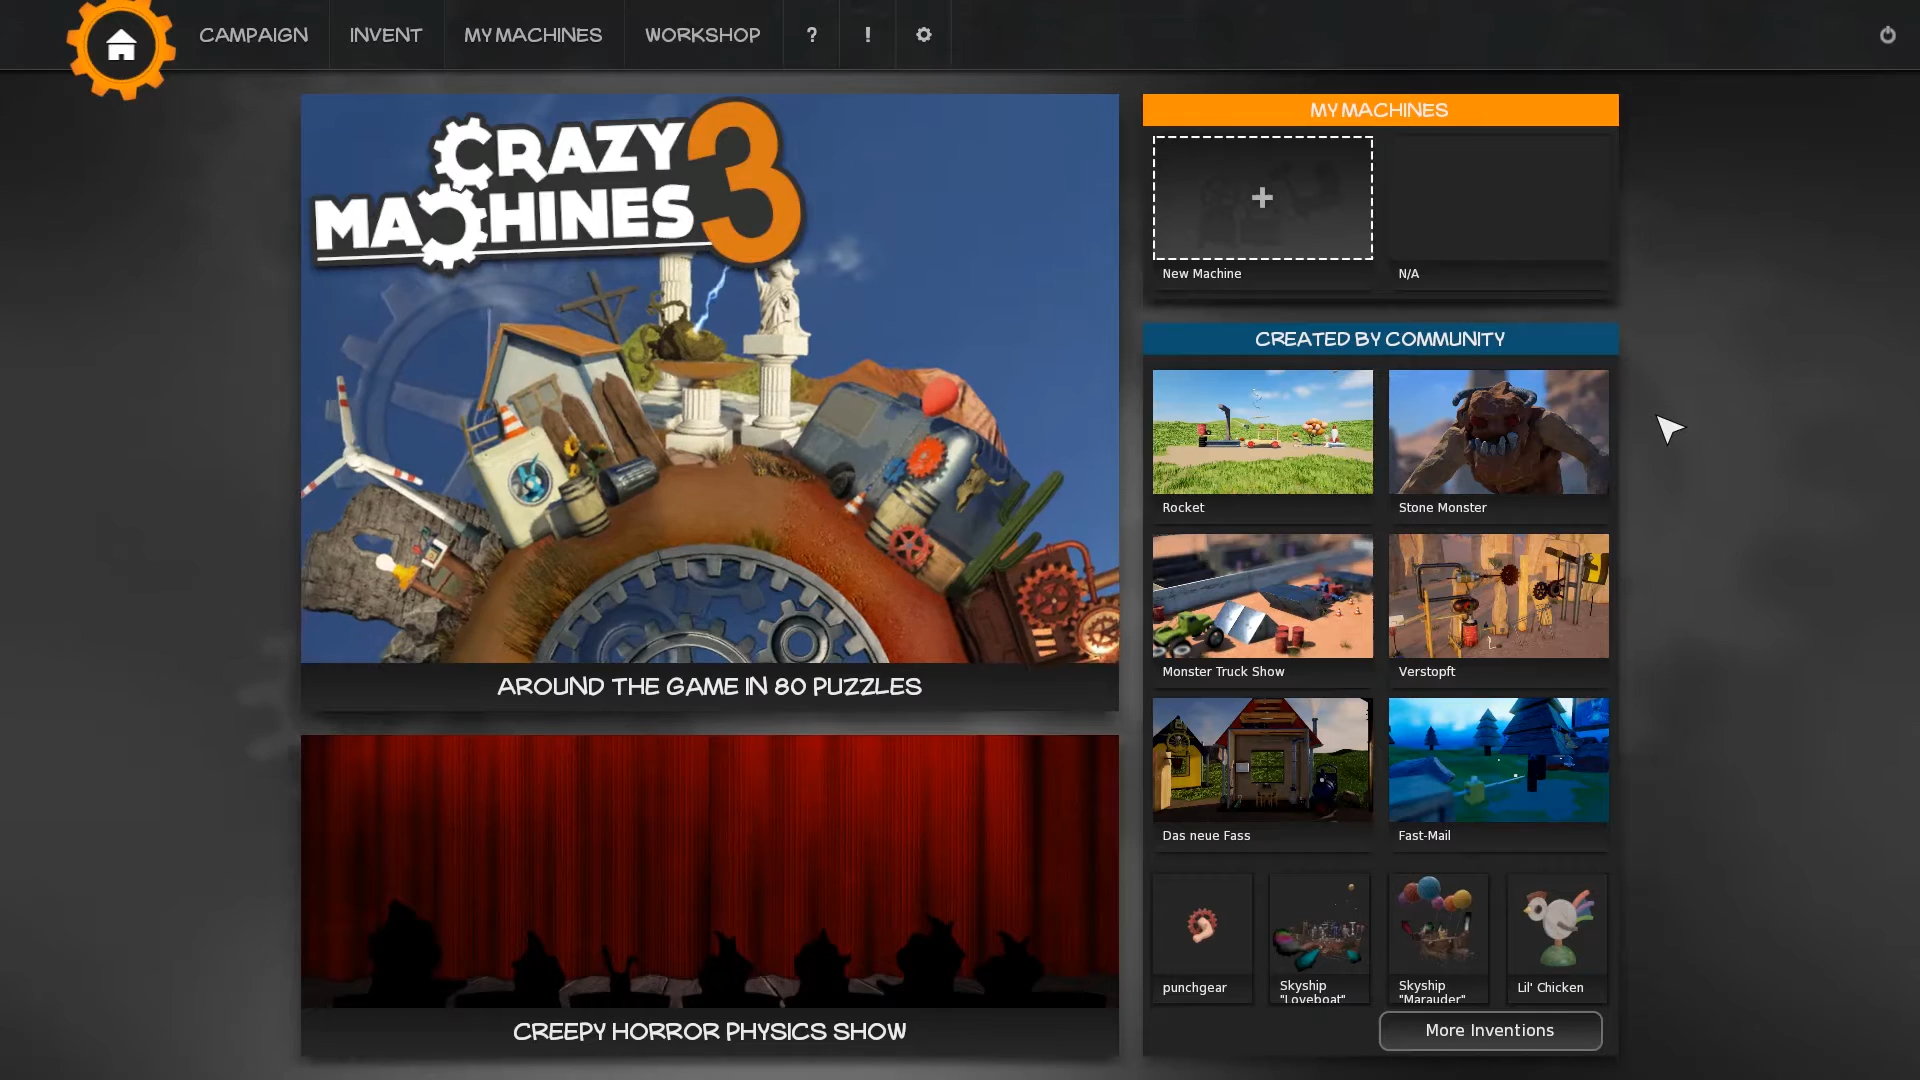 CAMPAIGN INVENT MY MACHINES WORKSHOP ? !
CRAZY
MACHINES 3
AROUND THE GAME IN 80 PUZZLES
CREEPY HORROR PHYSICS SHOW
MY MACHINES
New Machine N/A
CREATED BY COMMUNITY
Rocket Stone Monster
Monster Truck Show Verstopft
Das neue Fass Fast-Mail
punchgear Skyship "Loveboat" Skyship "Marauder" Lil' Chicken
More Inventions